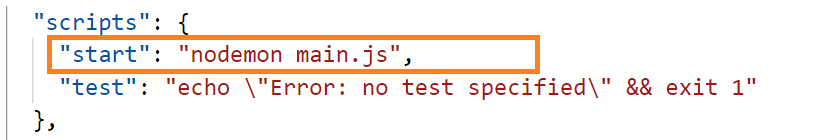 "scripts": {
"start": "nodemon main.js",
"test": "echo \"Error: no test specified\" && exit 1"
},